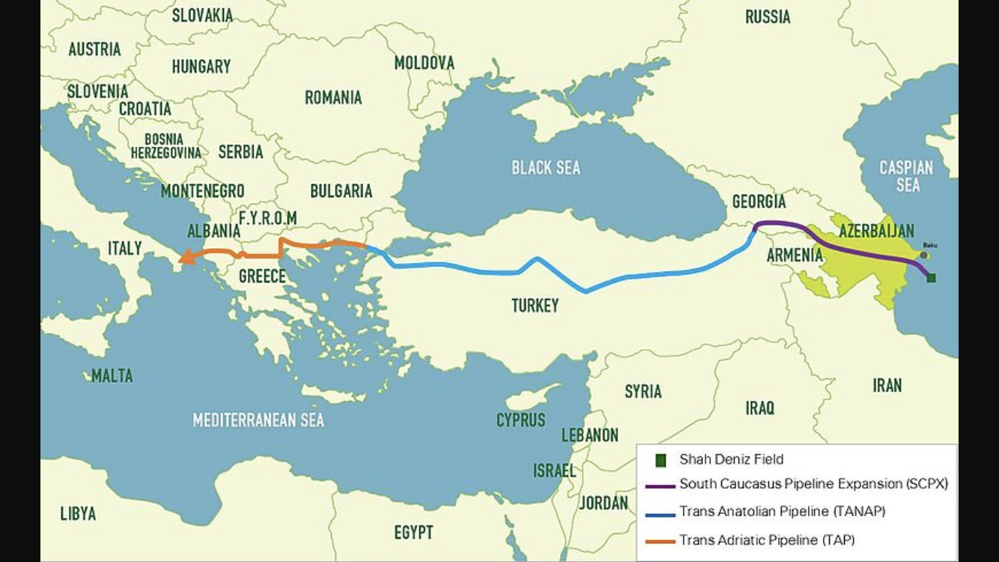 SLOVAKIA
RUSSIA
AUSTRIA
HUNGARY
MOLDOVA
SLOVENIA
ROMANIA
CROATIA
BOSNIA
HERZEGOVINA
SERBIA
BLACK SEA
CASPIAN
SEA
MONTENEGRO
BULGARIA
GEORGIA
F.Y.R.O.M
ALBANIA
AZERBAIJAN
ITALY
Baku
ARMENIA
GREECE
TURKEY
MALTA
SYRIA
IRAN
IRAQ
MEDITERRANEAN SEA
CYPRUS
LEBANON
ISRAEL
JORDAN
LIBYA
EGYPT
Shah Deniz Field
South Caucasus Pipeline Expansion (SCPX)
Trans Anatolian Pipeline (TANAP)
Trans Adriatic Pipeline (TAP)